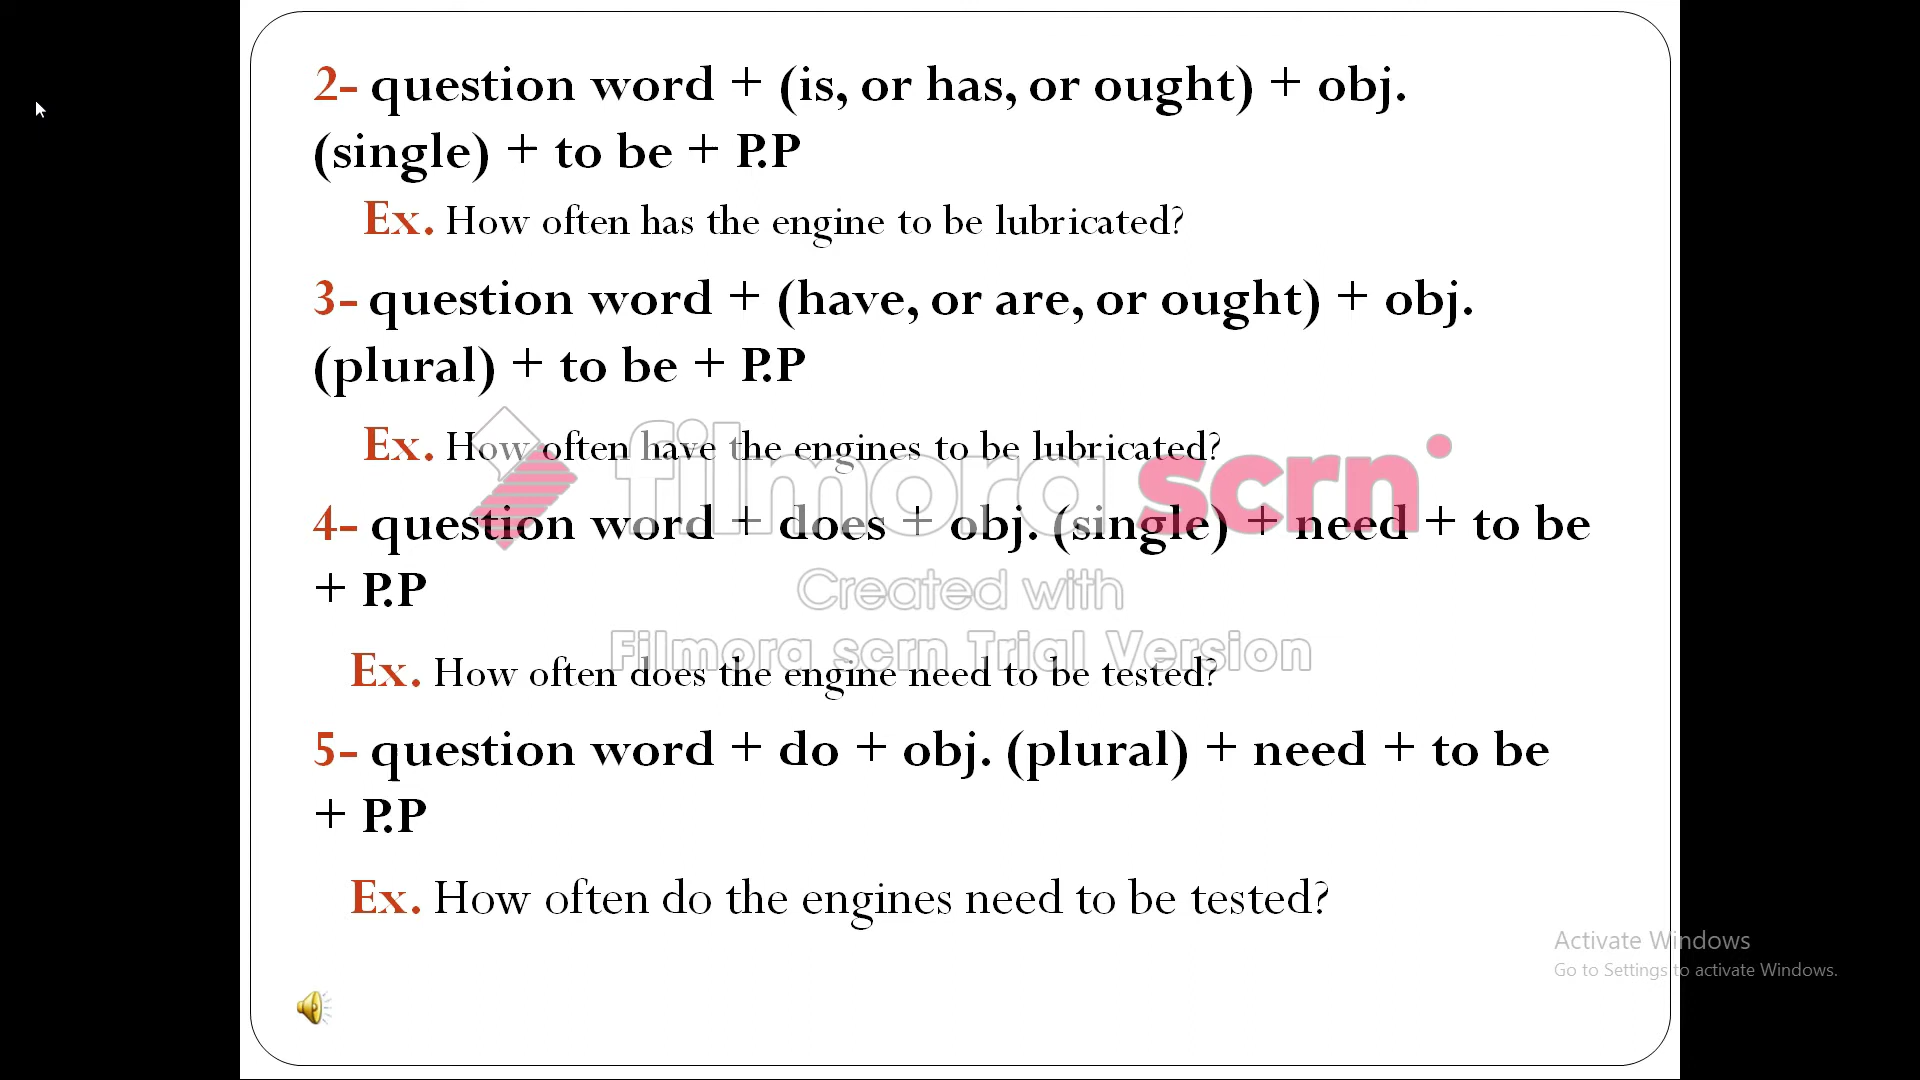 2- question word + (is, or has, or ought) + obj.
(single) + to be + P.P
Ex. How often has the engine to be lubricated?
3- question word + (have, or are, or ought) + obj.
(plural) + to be + P.P
Ex. How often have the engines to be lubricated?
filmora scrn
4- question word + does + obj. (single) + need + to be
+ P.P
Created with
Filmora scrn Trial Version
Ex. How often does the engine need to be tested?
5- question word + do + obj. (plural) + need + to be
+ P.P
Ex. How often do the engines need to be tested?
Activate Windows
Go to Settings to activate Windows.